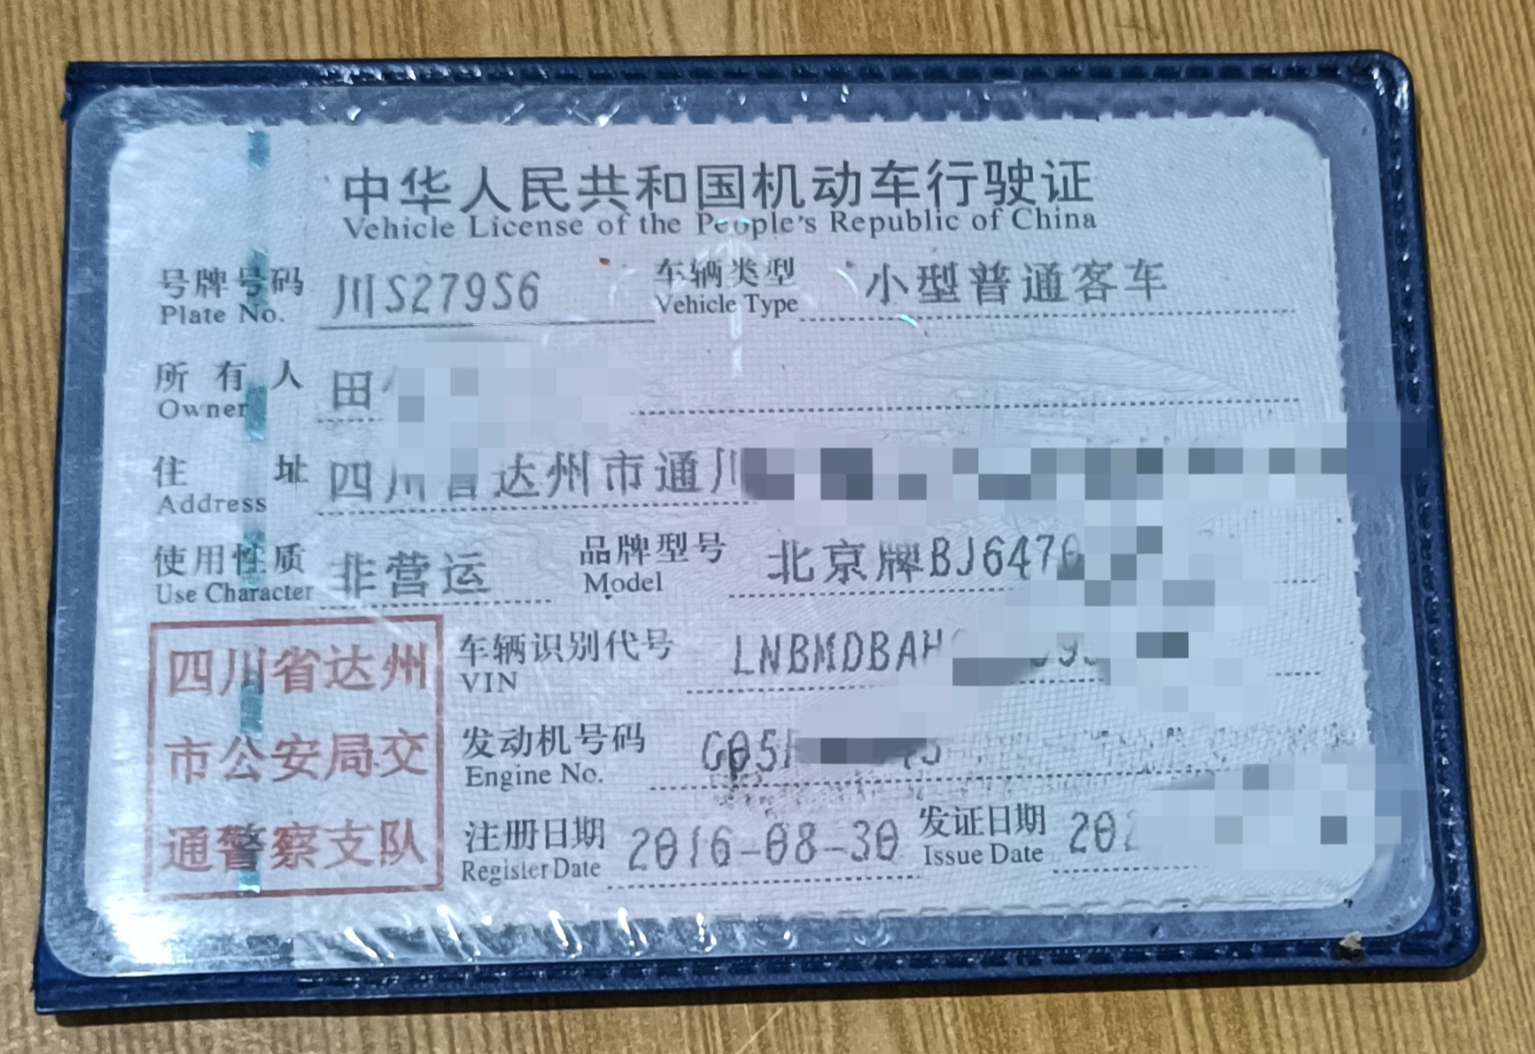 中华人民共和国机动车行驶证
Vehicle License of the People's Republic of China
号牌号码 川S279S6 车辆类型 小型普通客车
Plate No. Vehicle Type
所有人 田
Owner
住址 四川省达州市通川
Address
使用性质 非营运 品牌型号 北京牌BJ6470
Use Character Model
四川省达州
市公安局交
通警察支队
车辆识别代号 LNBMDBAH
VIN
发动机号码 G05
Engine No.
注册日期 2016-08-30 发证日期 202
Register Date Issue Date